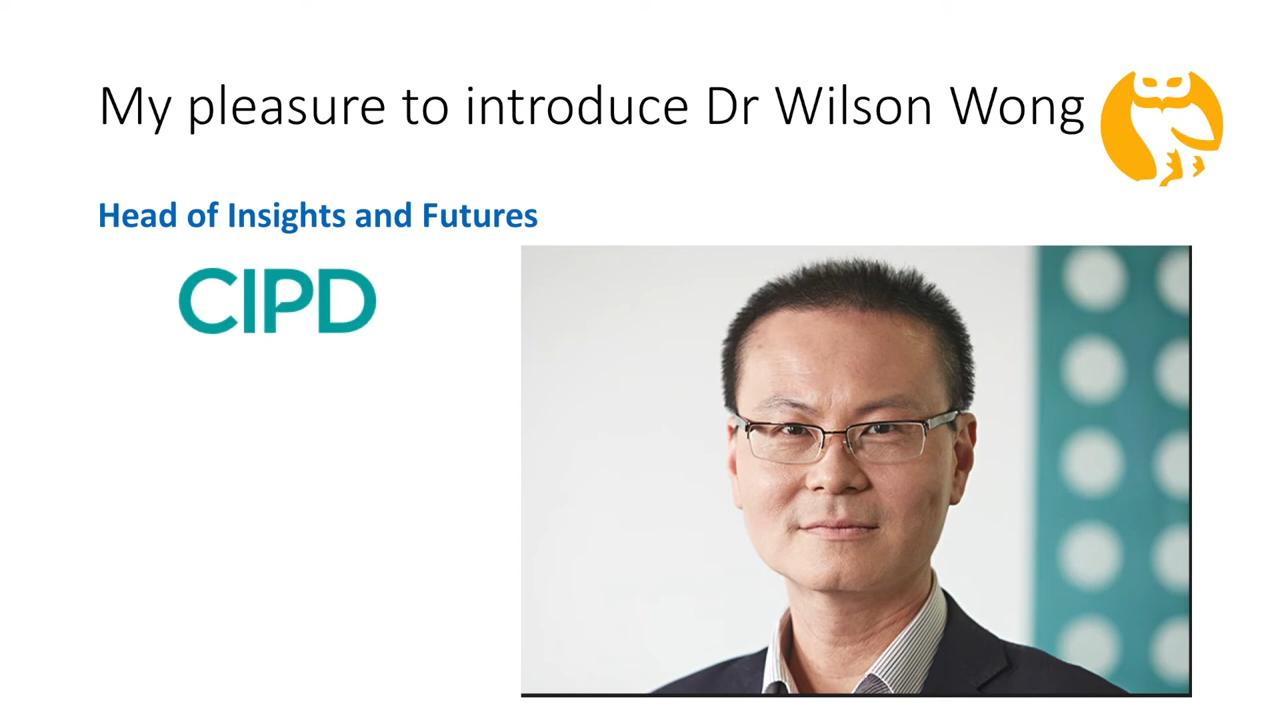 My pleasure to introduce Dr Wilson Wong
Head of Insights and Futures
CIPD